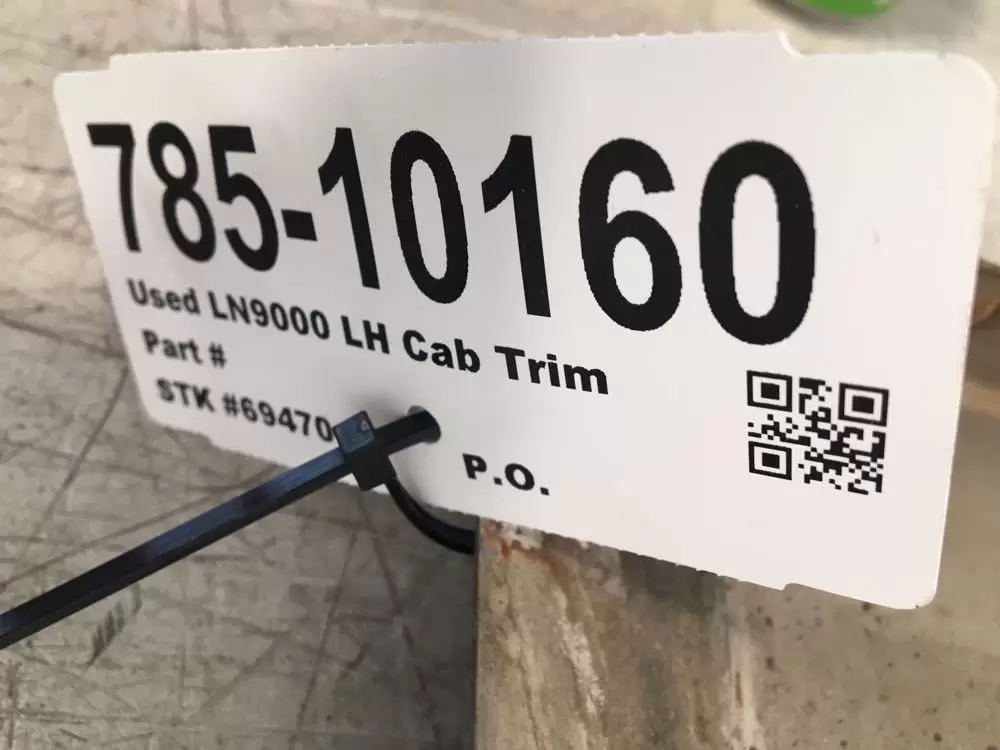 785-10160
Used LN9000 LH Cab Trim
Part #
STK #69470
P.O.